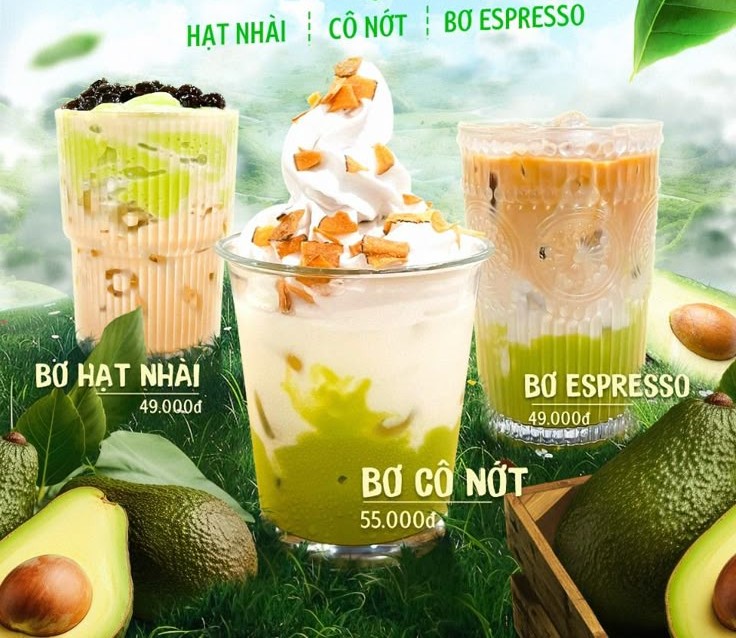 HẠT NHÀI ¦ CÔ NỚT ¦ BƠ ESPRESSO
BƠ HẠT NHÀI
49.000đ
BƠ ESPRESSO
49.000đ
BƠ CÔ NỚT
55.000đ